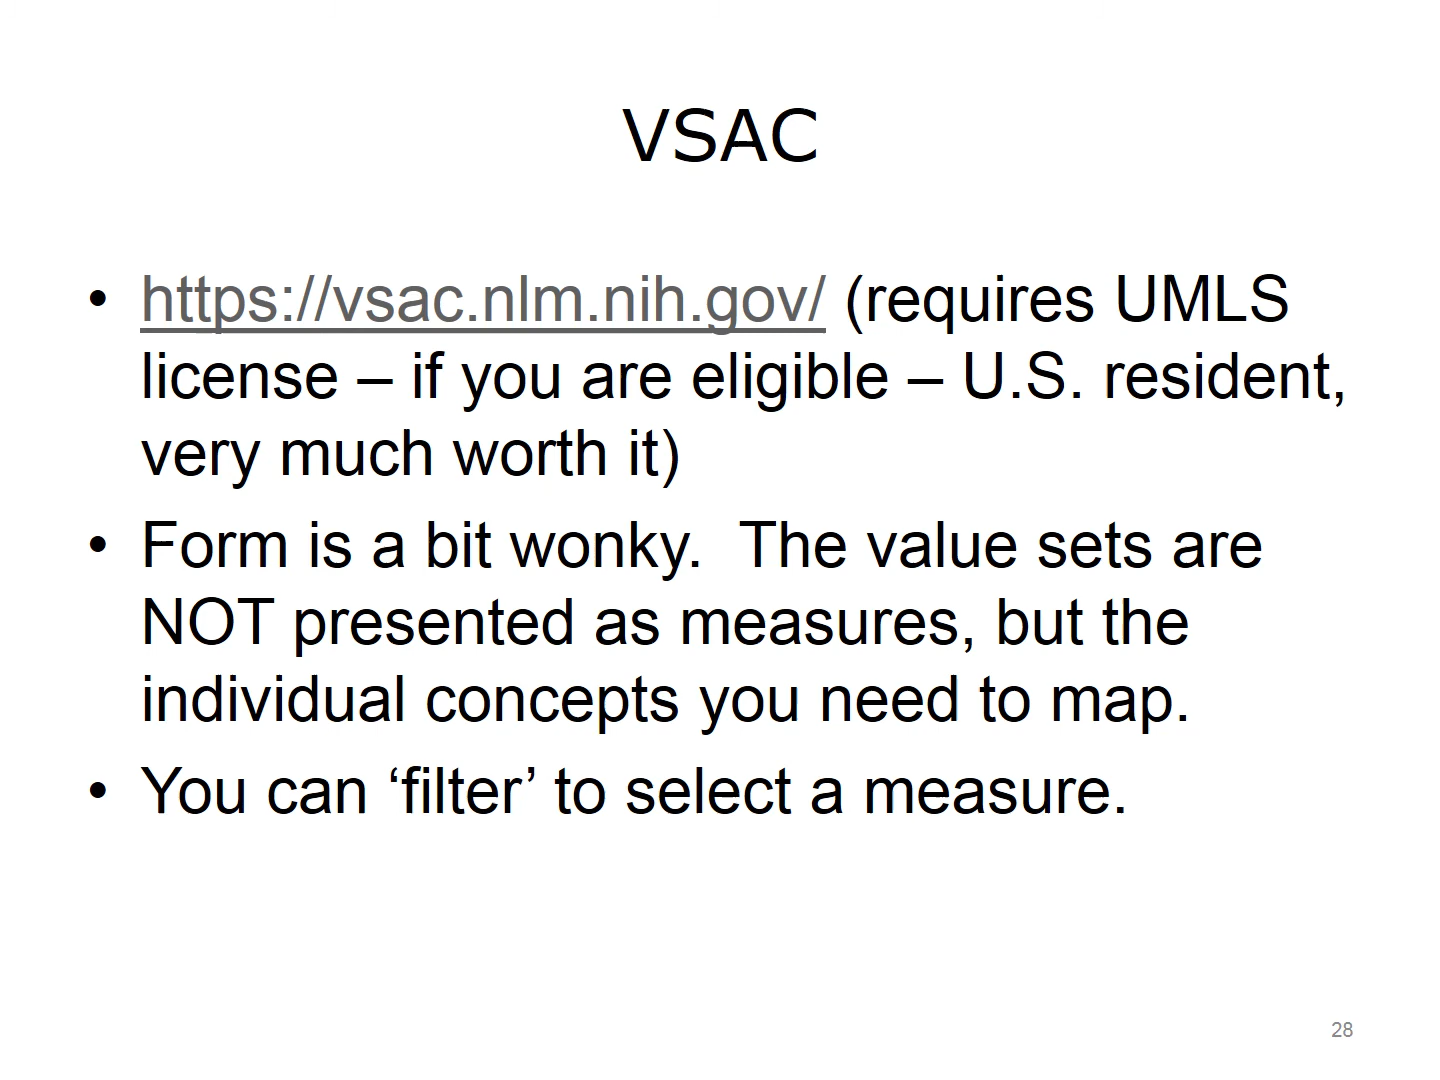 VSAC
• https://vsac.nlm.nih.gov/ (requires UMLS
license – if you are eligible – U.S. resident,
very much worth it)
• Form is a bit wonky.  The value sets are
NOT presented as measures, but the
individual concepts you need to map.
• You can ‘filter’ to select a measure.
28